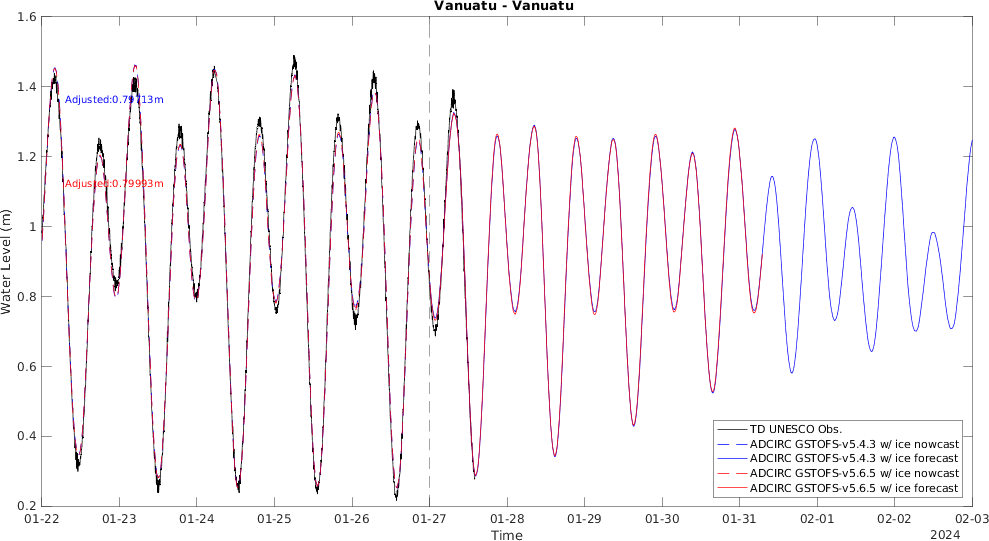 Vanuatu - Vanuatu
Water Level (m)
1.6
1.4
1.2
1
0.8
0.6
0.4
0.2
Adjusted:0.79713m
Adjusted:0.79993m
TD UNESCO Obs.
ADCIRC GSTOFS-v5.4.3 w/ ice nowcast
ADCIRC GSTOFS-v5.4.3 w/ ice forecast
ADCIRC GSTOFS-v5.6.5 w/ ice nowcast
ADCIRC GSTOFS-v5.6.5 w/ ice forecast
01-22 01-23 01-24 01-25 01-26 01-27 01-28 01-29 01-30 01-31 02-01 02-02 02-03
Time
2024